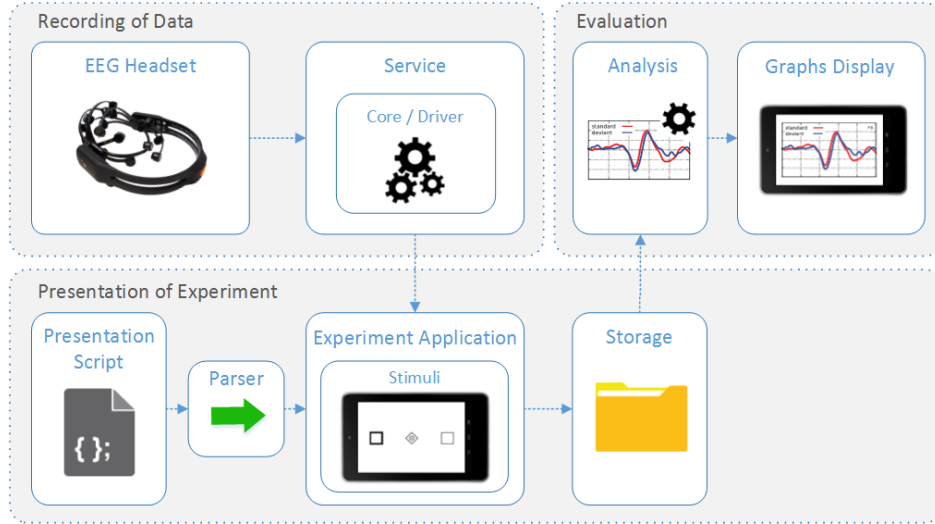 Recording of Data
EEG Headset
Service
Core / Driver
Evaluation
Analysis
standard
deviant
Graphs Display
standard
deviant
Presentation of Experiment
Presentation
Script
{ };
Parser
Experiment Application
Stimuli
Storage